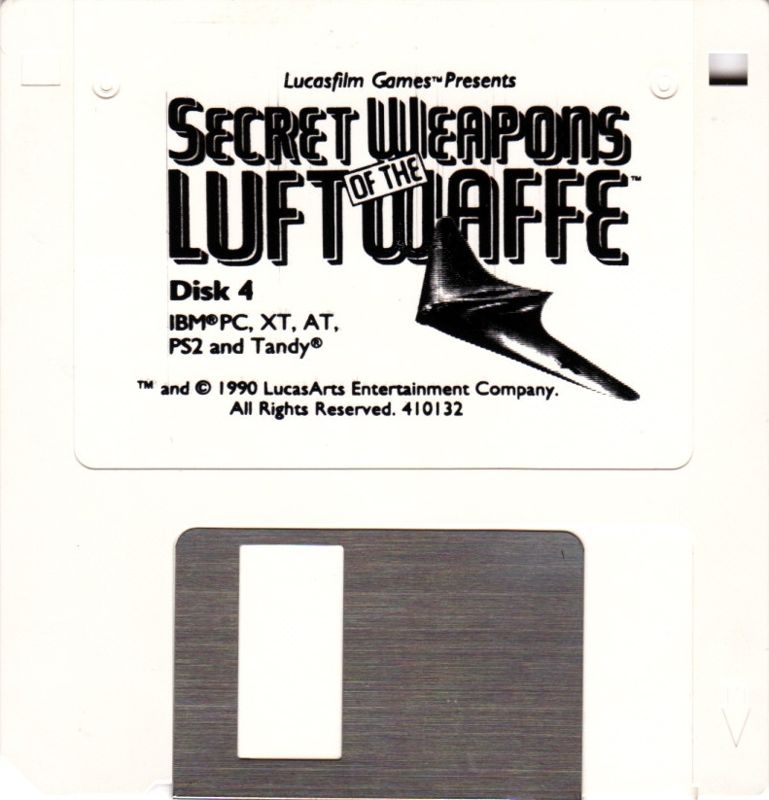 Lucasfilm Games™ Presents
SECRET WEAPONS
OF THE
LUFTWAFFE™
Disk 4
IBM® PC, XT, AT,
PS2 and Tandy®
™ and © 1990 LucasArts Entertainment Company.
All Rights Reserved. 410132